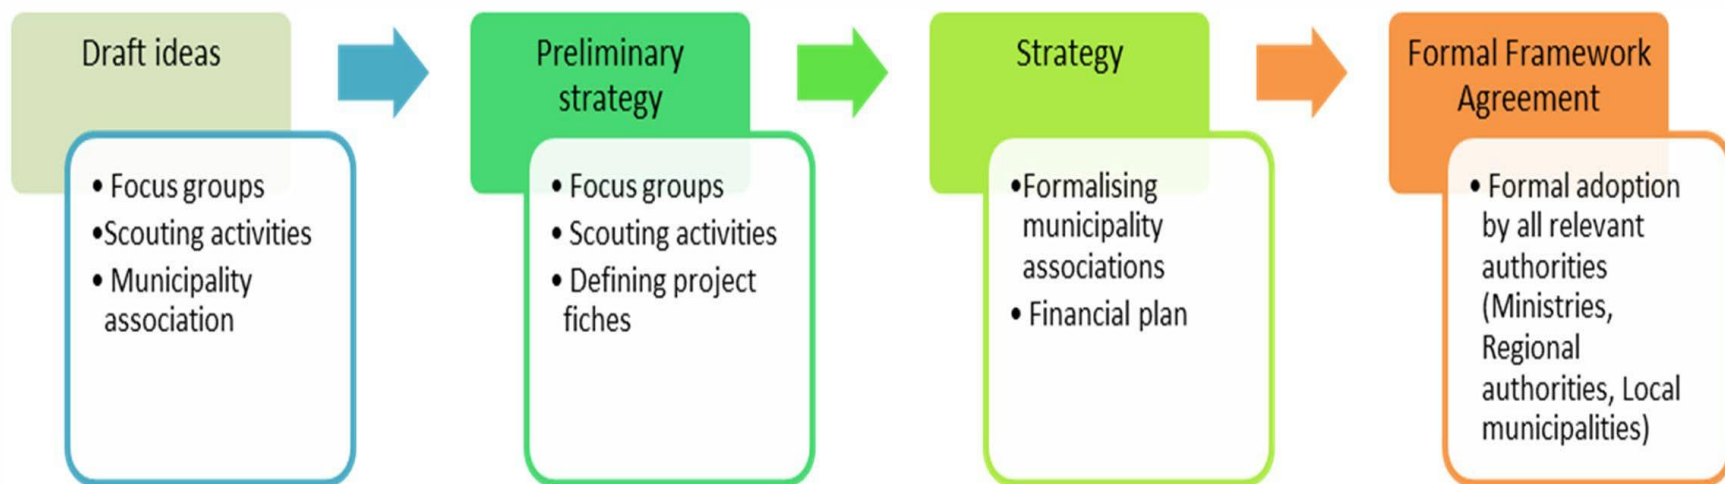 Draft ideas
• Focus groups
•Scouting activities
• Municipality
association
Preliminary
strategy
• Focus groups
• Scouting activities
• Defining project
fiches
Strategy
•Formalising
municipality
associations
• Financial plan
Formal Framework
Agreement
• Formal adoption
by all relevant
authorities
(Ministries,
Regional
authorities, Local
municipalities)